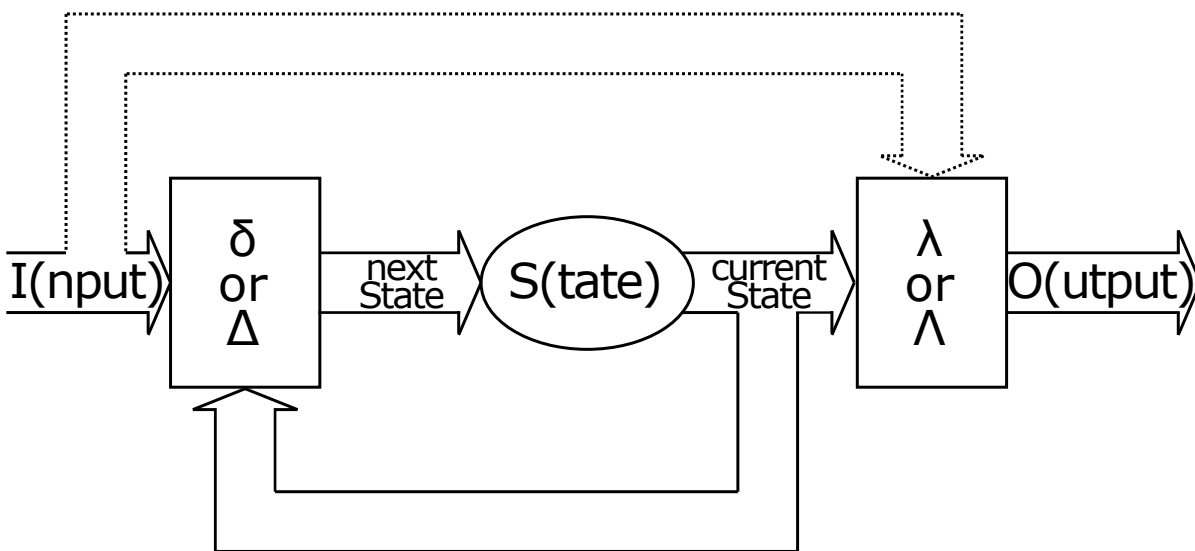 I(nput)
δ
or
Δ
next
State
S(tate)
current
State
λ
or
Λ
O(utput)